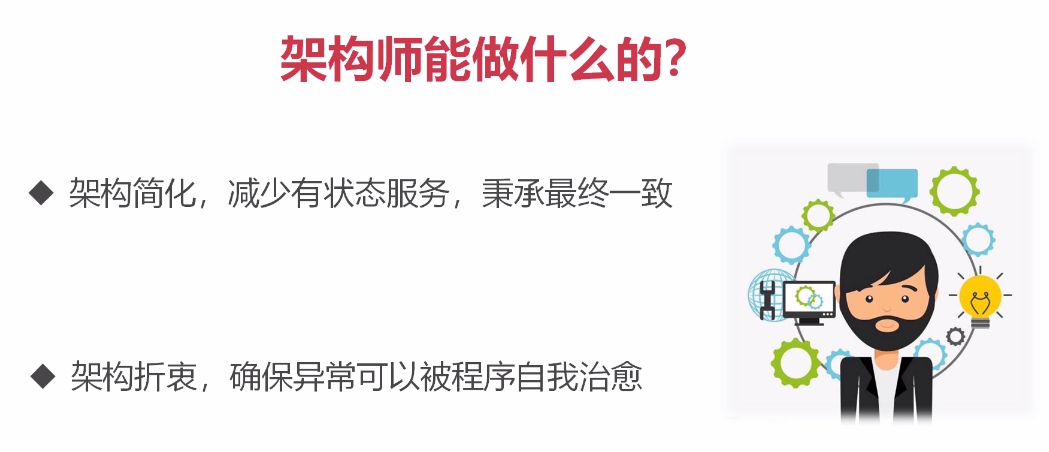 架构师能做什么的?
◆ 架构简化，减少有状态服务，秉承最终一致
◆ 架构折衷，确保异常可以被程序自我治愈